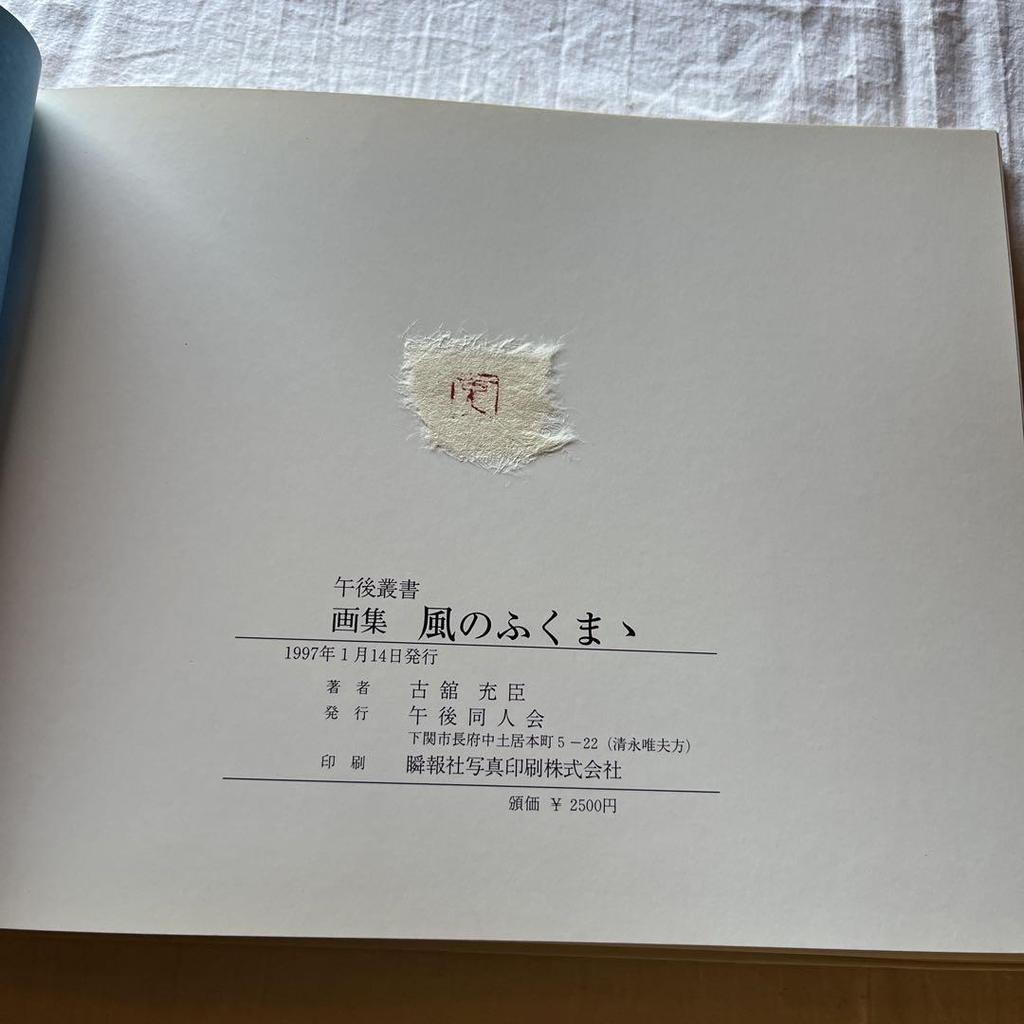 午後叢書
画集 風のふくまゝ
1997年1月14日発行
著者 古舘充臣
発行 午後同人会
下関市長府中土居本町5-22(清永唯夫方)
印刷 瞬報社写真印刷株式会社
頒価 ¥ 2500円